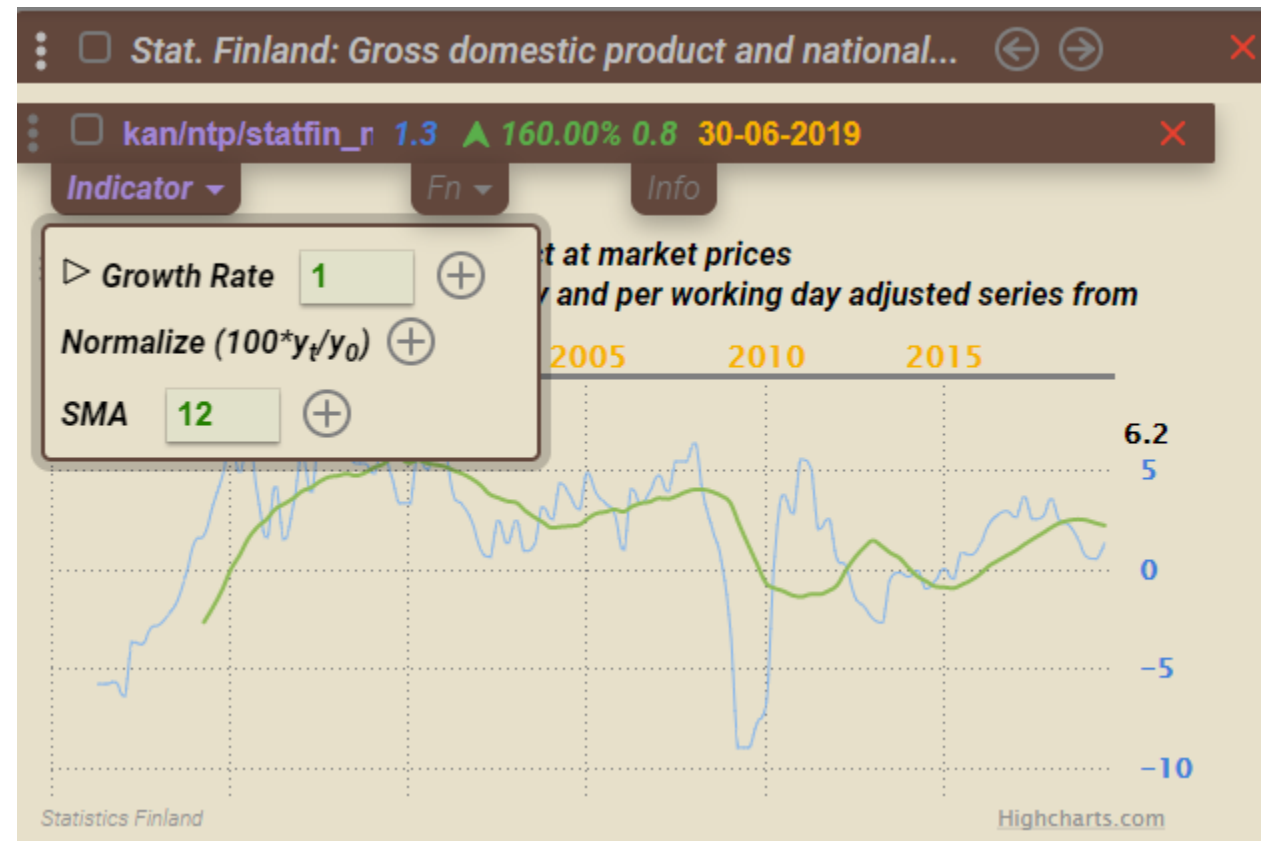 Stat. Finland: Gross domestic product and national...
kan/ntp/statfin_r 1.3 160.00% 0.8 30-06-2019
Indicator Fn Info
Growth Rate 1
Normalize (100*yt/y0)
SMA 12
t at market prices
and per working day adjusted series from
2005 2010 2015
6.2
5
0
-5
-10
Statistics Finland Highcharts.com